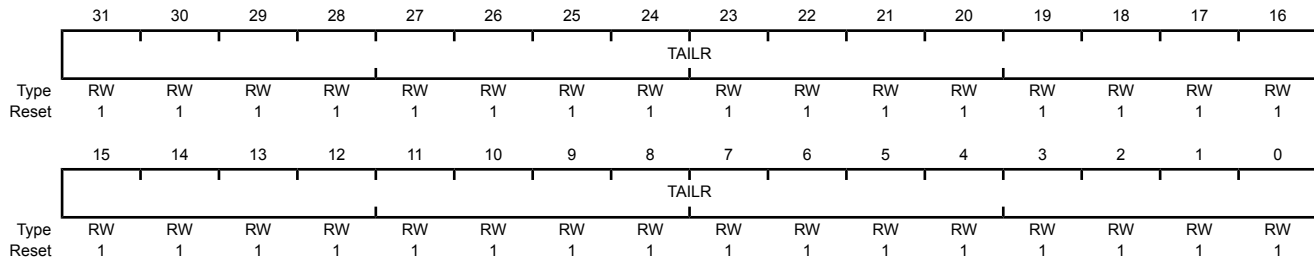 31 30 29 28 27 26 25 24 23 22 21 20 19 18 17 16
TAILR
Type RW RW RW RW RW RW RW RW RW RW RW RW RW RW RW RW
Reset 1 1 1 1 1 1 1 1 1 1 1 1 1 1 1 1
15 14 13 12 11 10 9 8 7 6 5 4 3 2 1 0
TAILR
Type RW RW RW RW RW RW RW RW RW RW RW RW RW RW RW RW
Reset 1 1 1 1 1 1 1 1 1 1 1 1 1 1 1 1